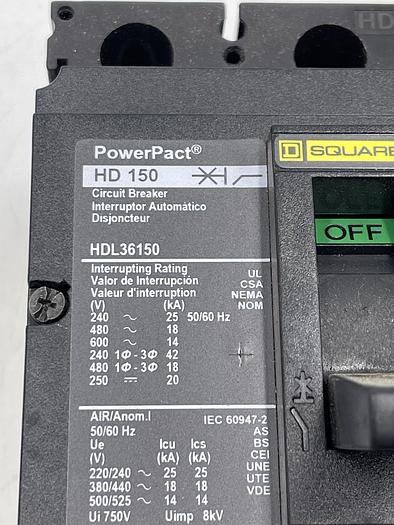 HD
PowerPact®
HD 150
Circuit Breaker
Interruptor Automático
Disjoncteur
D SQUARE
OFF
HDL36150
Interrupting Rating
Valor de Interrupción
Valeur d'interruption
UL
CSA
NEMA
NOM
(V) (kA)
240 ~ 25 50/60 Hz
480 ~ 18
600 ~ 14
240 1Φ - 3Φ 42
480 1Φ - 3Φ 18
250 ⎓ 20
AIR/Anom.I
50/60 Hz
IEC 60947-2
AS
BS
CEI
UNE
UTE
VDE
Ue Icu Ics
(V) (kA) (kA)
220/240 ~ 25 25
380/440 ~ 18 18
500/525 ~ 14 14
Ui 750V Uimp 8kV